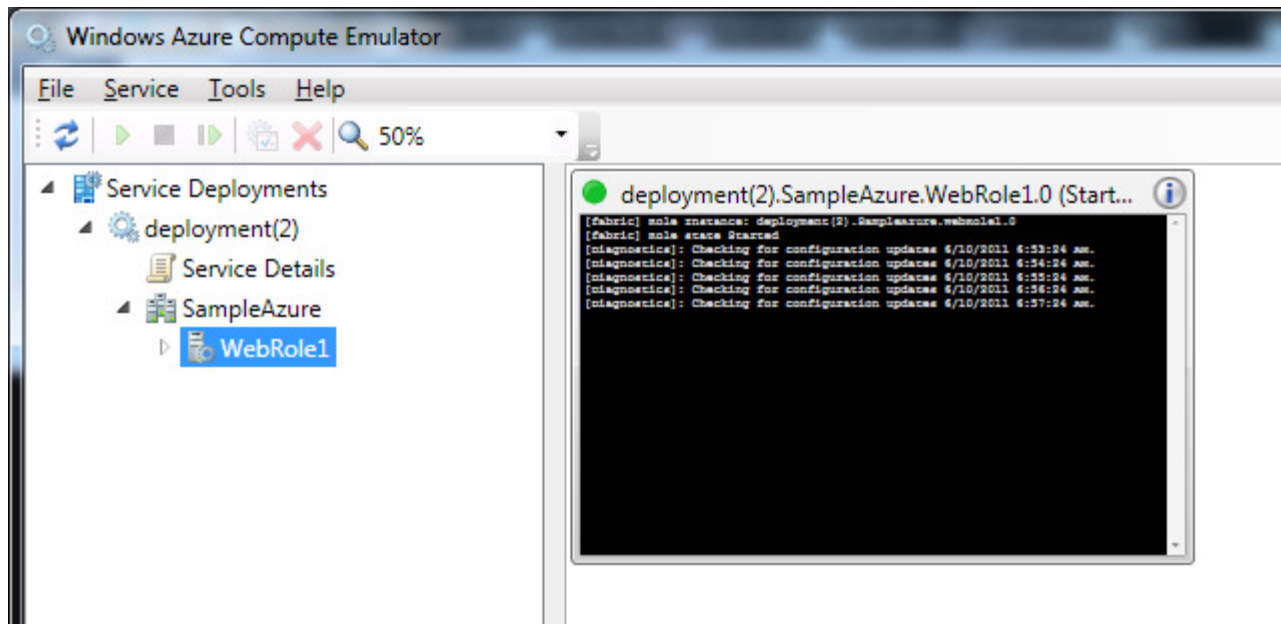 Windows Azure Compute Emulator
File Service Tools Help
50%
Service Deployments
deployment(2)
Service Details
SampleAzure
WebRole1
deployment(2).SampleAzure.WebRole1.0 (Start...
[fabric] Role Instance: deployment(2).SampleAzure.WebRole1.0
[fabric] Role state Started
[Diagnostics]: Checking for configuration updates 6/10/2011 6:53:24 AM.
[Diagnostics]: Checking for configuration updates 6/10/2011 6:54:24 AM.
[Diagnostics]: Checking for configuration updates 6/10/2011 6:55:24 AM.
[Diagnostics]: Checking for configuration updates 6/10/2011 6:56:24 AM.
[Diagnostics]: Checking for configuration updates 6/10/2011 6:57:24 AM.